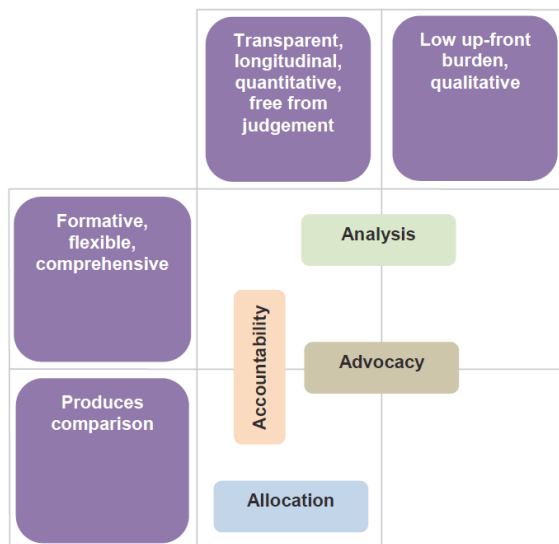 Transparent,
longitudinal,
quantitative,
free from
judgement
Low up-front
burden,
qualitative
Formative,
flexible,
comprehensive
Analysis
Accountability
Advocacy
Produces
comparison
Allocation